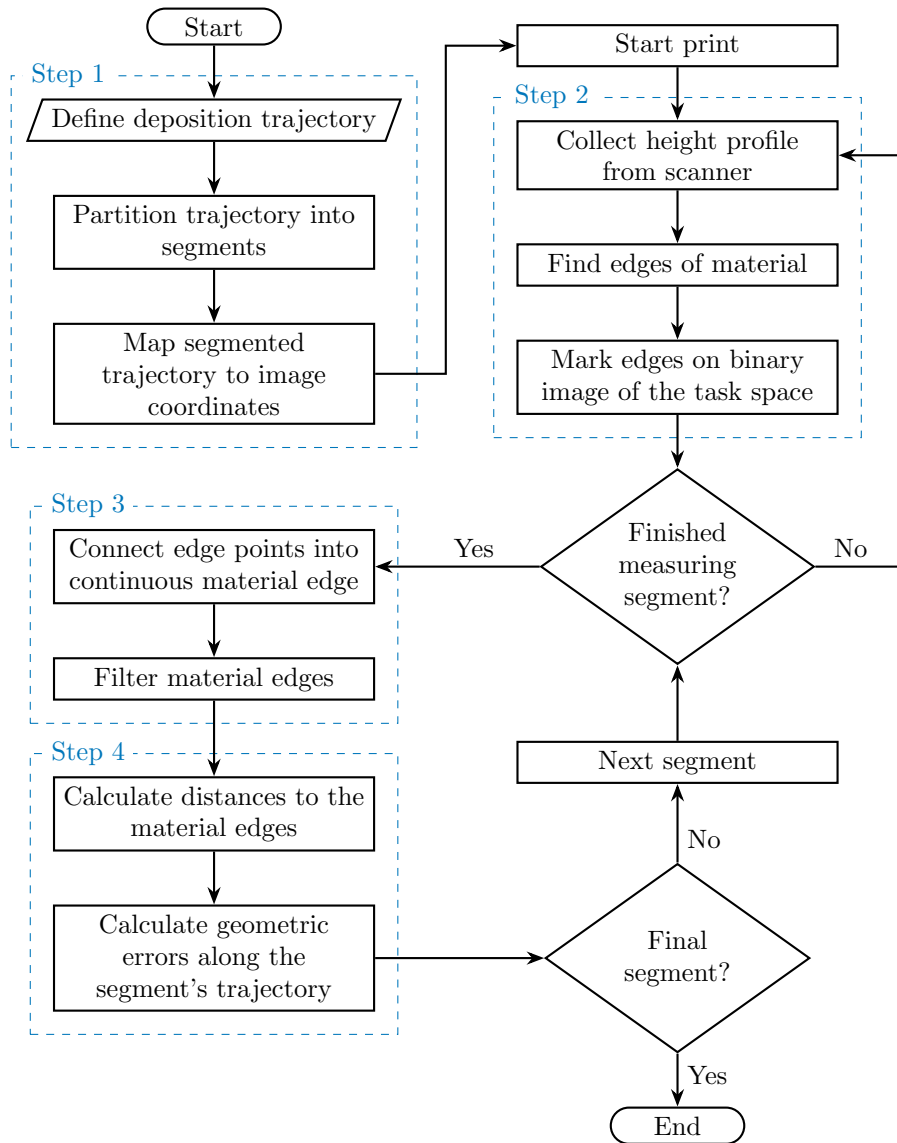 Start
Step 1
Define deposition trajectory
Partition trajectory into
segments
Map segmented
trajectory to image
coordinates
Start print
Step 2
Collect height profile
from scanner
Find edges of material
Mark edges on binary
image of the task space
Finished
measuring
segment?
Yes
No
Step 3
Connect edge points into
continuous material edge
Filter material edges
Step 4
Calculate distances to the
material edges
Calculate geometric
errors along the
segment's trajectory
Next segment
No
Final
segment?
Yes
End